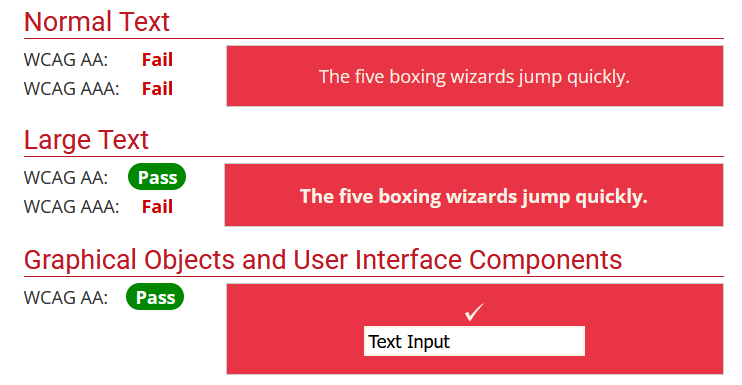 Normal Text
WCAG AA: Fail
WCAG AAA: Fail
The five boxing wizards jump quickly.
Large Text
WCAG AA: Pass
WCAG AAA: Fail
The five boxing wizards jump quickly.
Graphical Objects and User Interface Components
WCAG AA: Pass
✓
Text Input